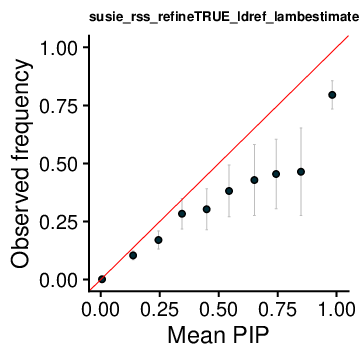 susie_rss_refineTRUE_ldref_lambestimate
1.00
0.75
0.50
0.25
0.00
Observed frequency
0.00 0.25 0.50 0.75 1.00
Mean PIP